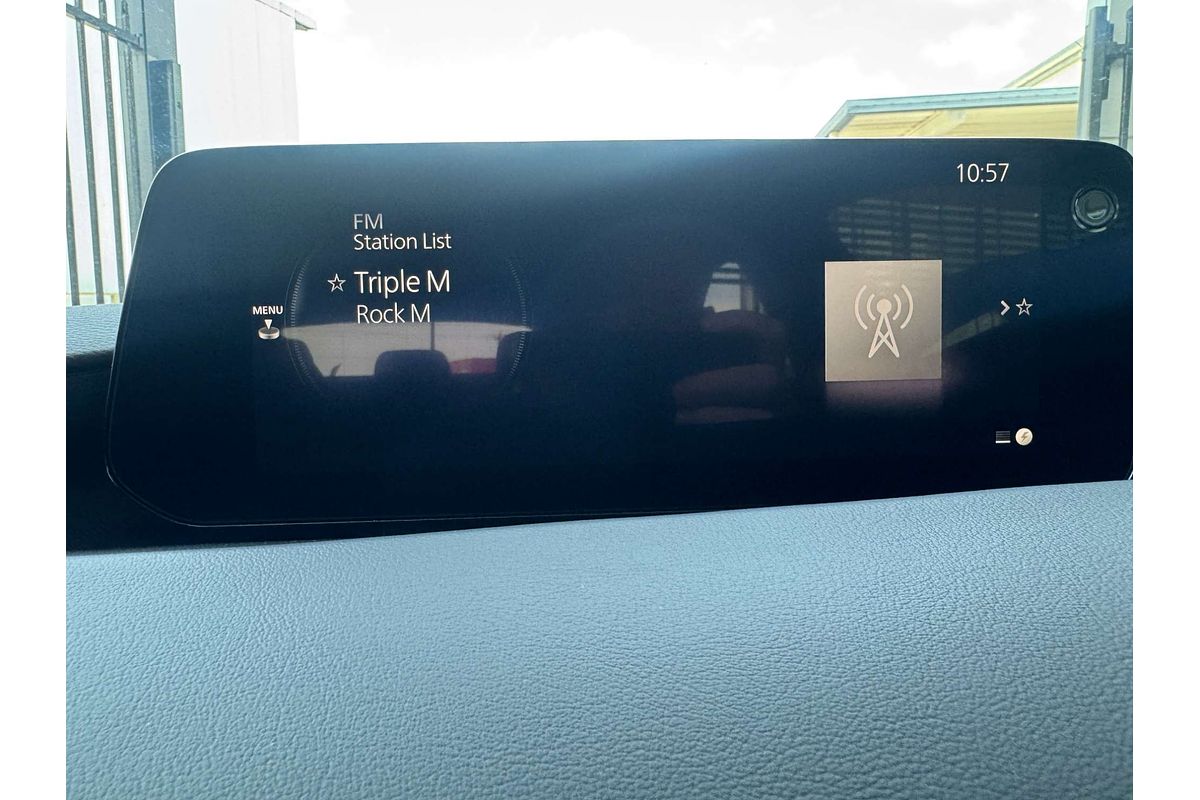 10:57
FM
Station List
Triple M
Rock M
MENU